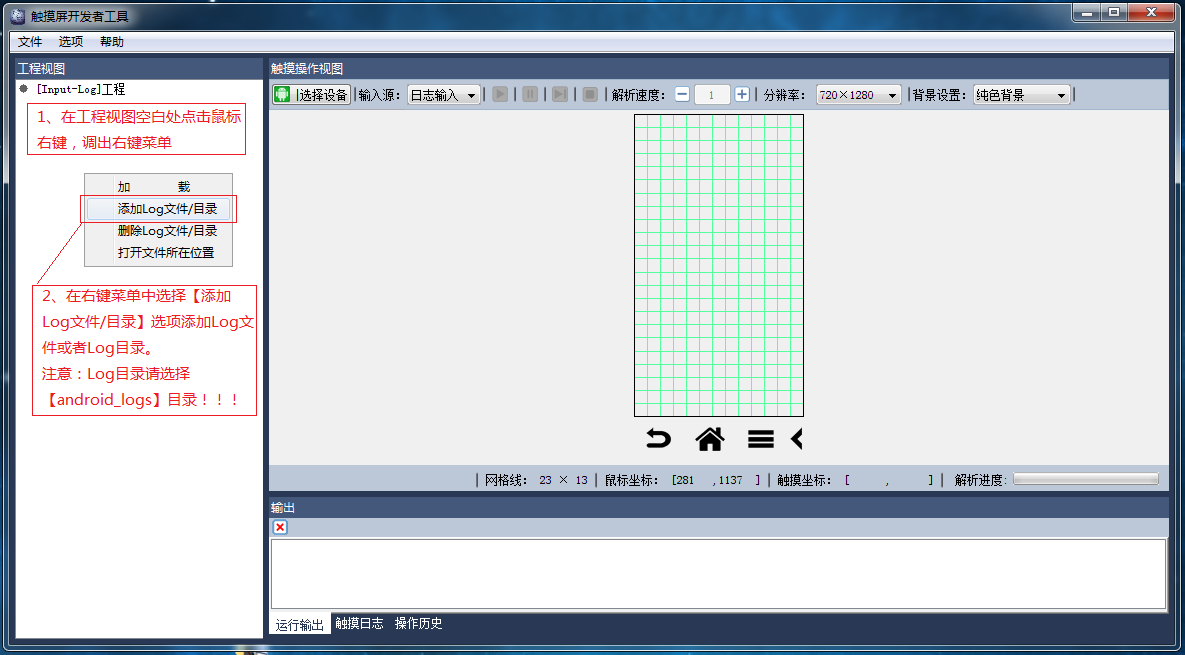 触摸屏开发者工具
文件 选项 帮助
工程视图
[Input-Log]工程
1、在工程视图空白处点击鼠标
右键，调出右键菜单
加 载
添加Log文件/目录
删除Log文件/目录
打开文件所在位置
2、在右键菜单中选择【添加
Log文件/目录】选项添加Log文
件或者Log目录。
注意：Log目录请选择
【android_logs】目录！！！
触摸操作视图
|选择设备 |输入源： 日志输入 | | | | |解析速度： 1 | 分辨率： 720×1280 |背景设置： 纯色背景 |
| 网格线： 23 × 13 | 鼠标坐标： [281 ,1137 ] | 触摸坐标： [ , ] | 解析进度:
输出
运行输出 触摸日志 操作历史